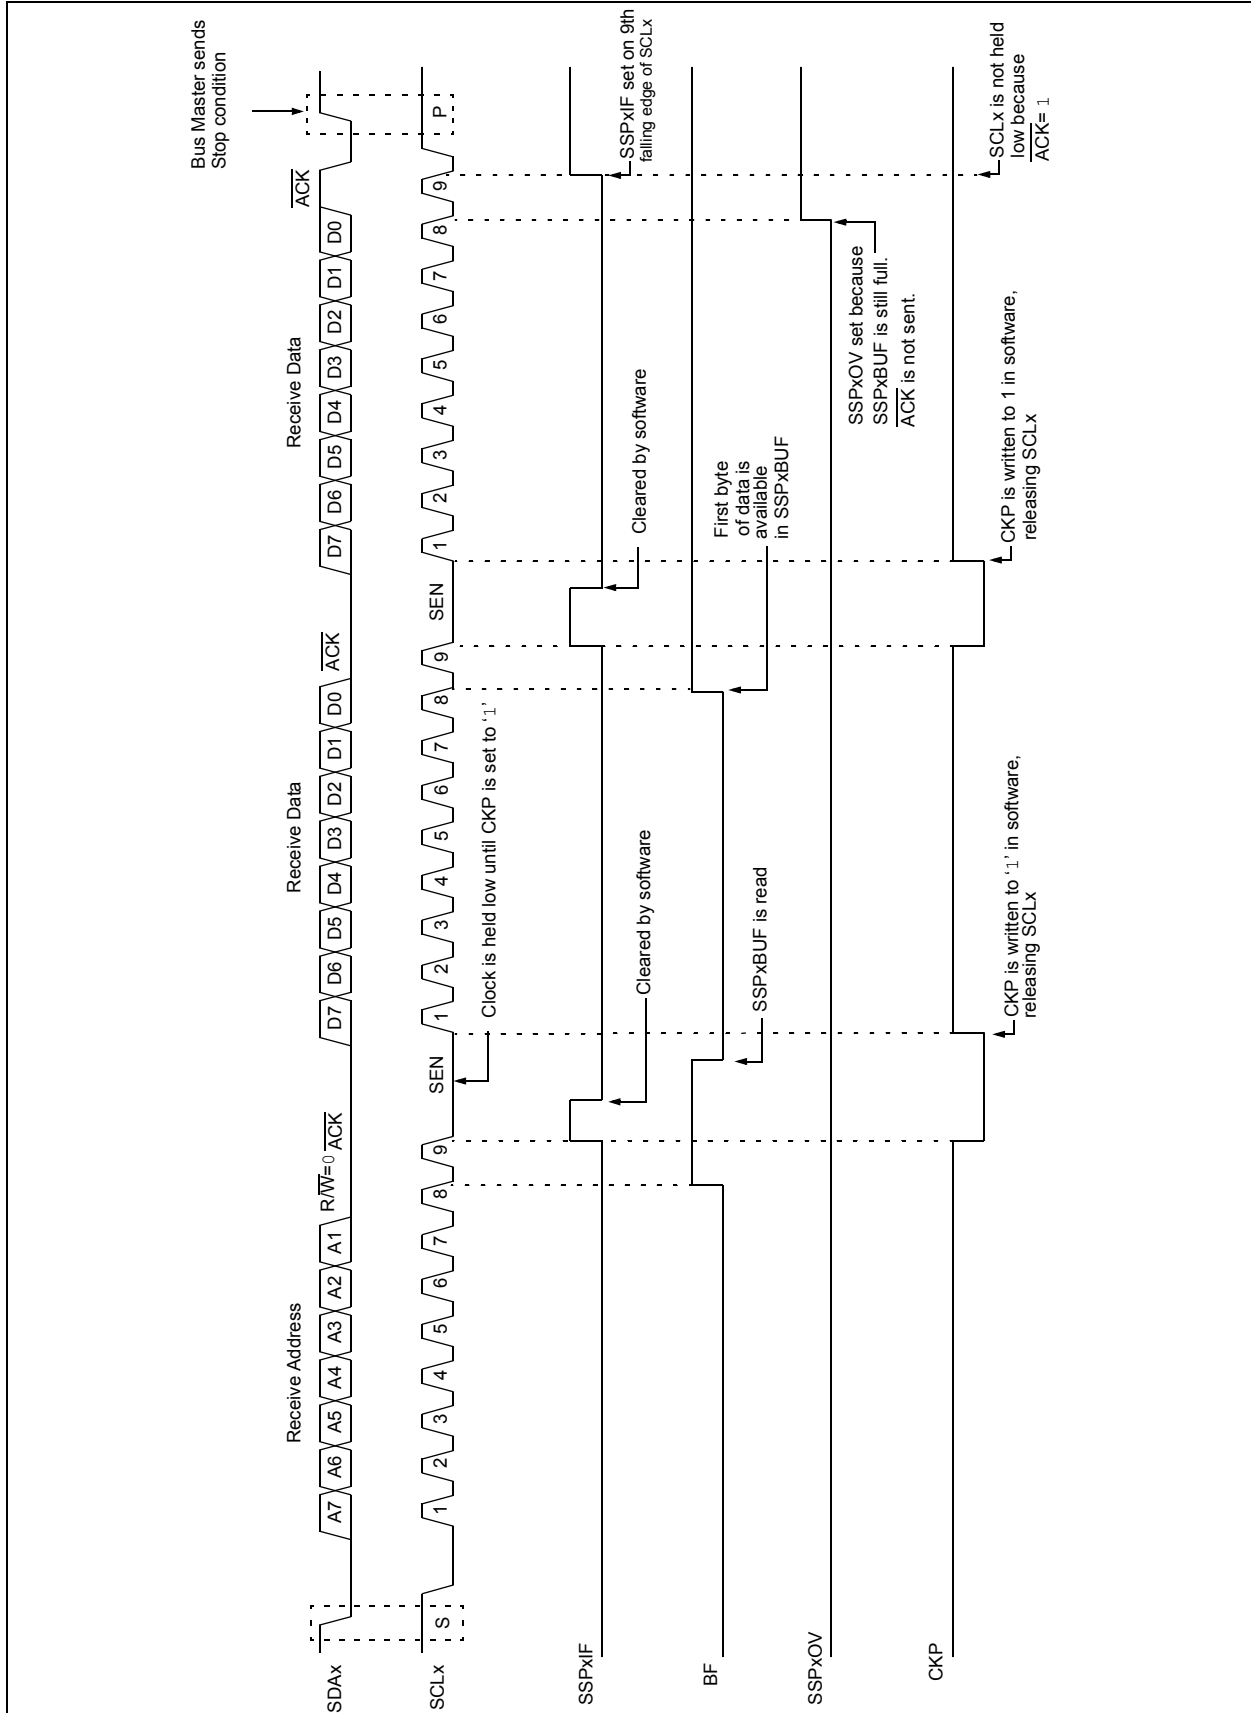 Bus Master sends
Stop condition
Receive Address
Receive Data
Receive Data
R/W=0
ACK
ACK
ACK
SDAx
A7
A6
A5
A4
A3
A2
A1
D7
D6
D5
D4
D3
D2
D1
D0
D7
D6
D5
D4
D3
D2
D1
D0
SCLx
S
1
2
3
4
5
6
7
8
9
SEN
1
2
3
4
5
6
7
8
9
SEN
1
2
3
4
5
6
7
8
9
P
Clock is held low until CKP is set to ‘1’
SSPxIF
Cleared by software
Cleared by software
SSPxIF set on 9th
falling edge of SCLx
BF
SSPxBUF is read
First byte
of data is
available
in SSPxBUF
SSPxOV
SSPxOV set because
SSPxBUF is still full.
ACK is not sent.
CKP
CKP is written to ‘1’ in software,
releasing SCLx
CKP is written to 1 in software,
releasing SCLx
SCLx is not held
low because
ACK= 1